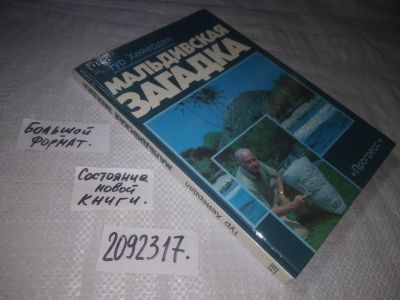 Тур Хейердал
МАЛЬДИВСКАЯ
ЗАГАДКА
"Прогресс"
МАЛЬДИВСКАЯ ЗАГАДКА
Тур Хейердал
БОЛЬШОЙ
ФОРМАТ.
СОСТОЯНИЕ
НОВОЙ
КНИГИ.
2092317.